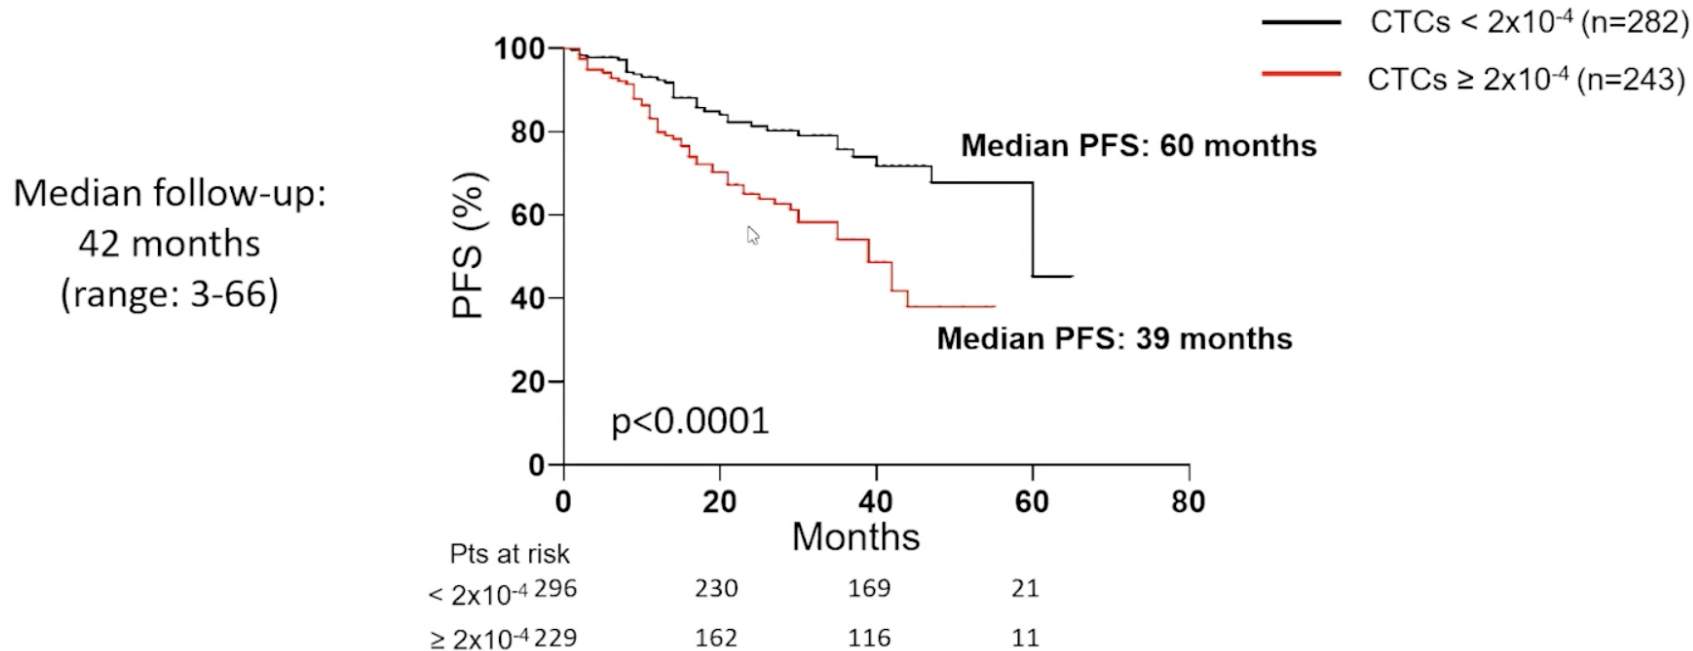 CTCs < 2x10⁻⁴ (n=282)
CTCs ≥ 2x10⁻⁴ (n=243)
Median follow-up:
42 months
(range: 3-66)
PFS (%)
100
80
60
40
20
0
Median PFS: 60 months
Median PFS: 39 months
p<0.0001
0 20 40 60 80
Months
Pts at risk
< 2x10⁻⁴ 296 230 169 21
≥ 2x10⁻⁴ 229 162 116 11